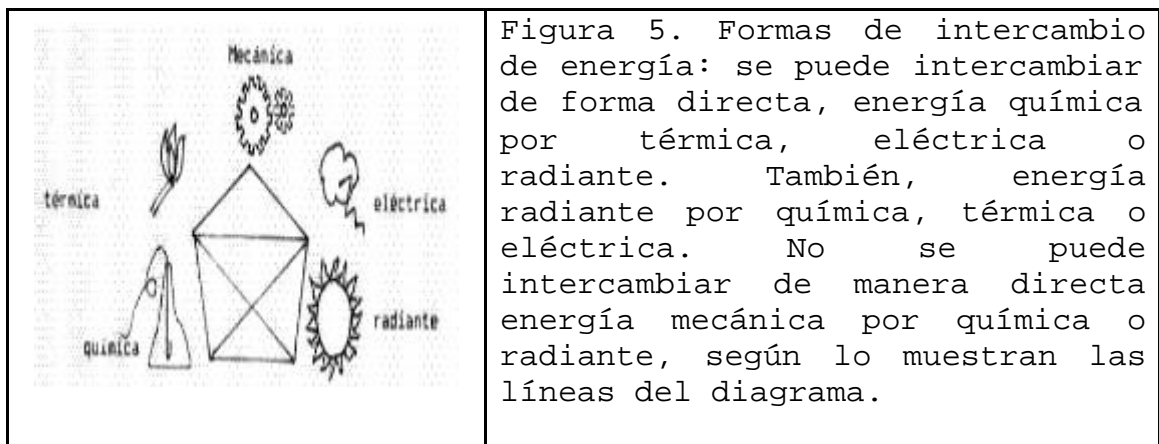 Mecánica
térmica
eléctrica
radiante
química
Figura 5. Formas de intercambio
de energía: se puede intercambiar
de forma directa, energía química
por térmica, eléctrica o
radiante. También, energía
radiante por química, térmica o
eléctrica. No se puede
intercambiar de manera directa
energía mecánica por química o
radiante, según lo muestran las
líneas del diagrama.